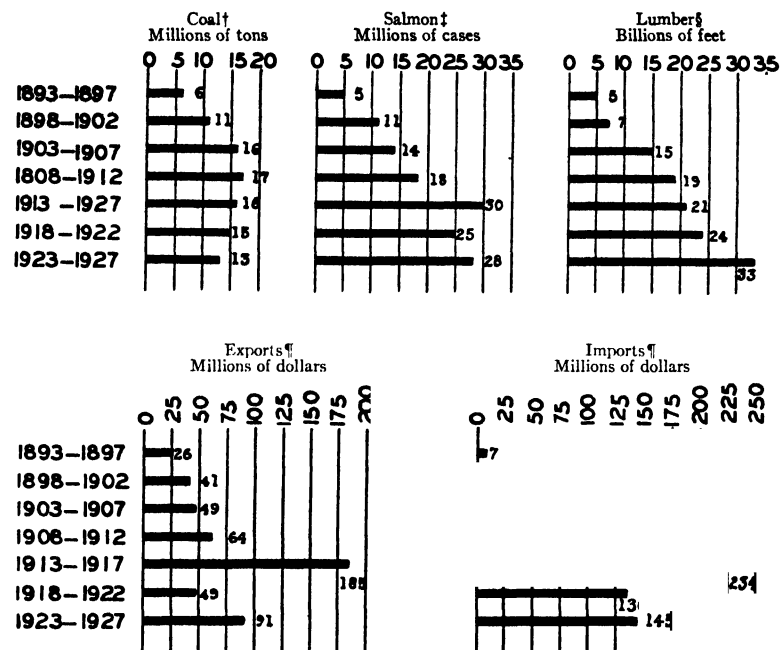 Coal† Salmon‡ Lumber§
Millions of tons Millions of cases Billions of feet
0 5 10 15 20 0 5 10 15 20 25 30 35 0 5 10 15 20 25 30 35
1893–1897 6 5 5
1898–1902 11 11 7
1903–1907 16 14 15
1808–1912 17 18 19
1913–1927 16 30 21
1918–1922 15 25 24
1923–1927 13 28 33
Exports¶ Imports¶
Millions of dollars Millions of dollars
0 25 50 75 100 125 150 175 200 0 25 50 75 100 125 150 175 200 225 250
1893–1897 26 7
1898–1902 41
1903–1907 49
1908–1912 64
1913–1917 185 234
1918–1922 49
1923–1927 91 145